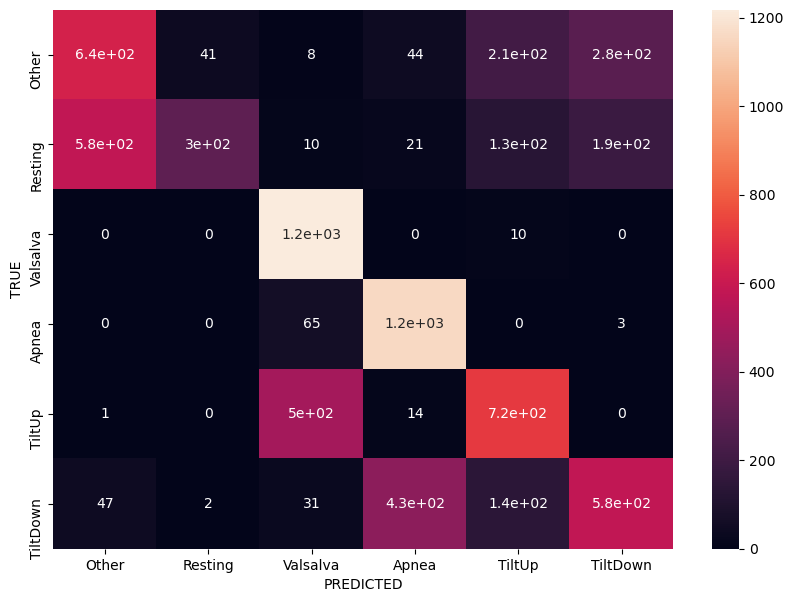 Other 6.4e+02 41 8 44 2.1e+02 2.8e+02
Resting 5.8e+02 3e+02 10 21 1.3e+02 1.9e+02
Valsalva 0 0 1.2e+03 0 10 0
Apnea 0 0 65 1.2e+03 0 3
TiltUp 1 0 5e+02 14 7.2e+02 0
TiltDown 47 2 31 4.3e+02 1.4e+02 5.8e+02
TRUE
Other Resting Valsalva Apnea TiltUp TiltDown
PREDICTED
1200
1000
800
600
400
200
0